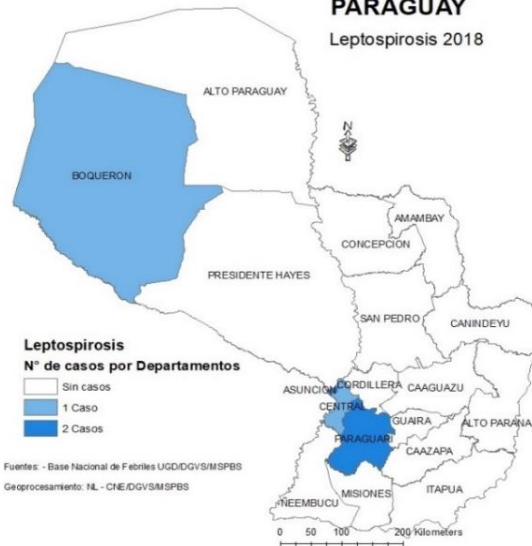 PARAGUAY
Leptospirosis 2018
ALTO PARAGUAY
N
BOQUERON
AMAMBAY
CONCEPCION
PRESIDENTE HAYES
SAN PEDRO
CANINDEYU
Leptospirosis
N° de casos por Departamentos
Sin casos
1 Caso
2 Casos
ASUNCION
CORDILLERA
CAAGUAZU
CENTRAL
GUAIRA
ALTO PARANA
PARAGUARI
CAAZAPA
Fuentes: - Base Nacional de Febriles UGD/DGVS/MSPBS
Geoprocesamiento: NL - CNE/DGVS/MSPBS
ÑEEMBUCU
MISIONES
ITAPUA
0 50 100 200 Kilometers